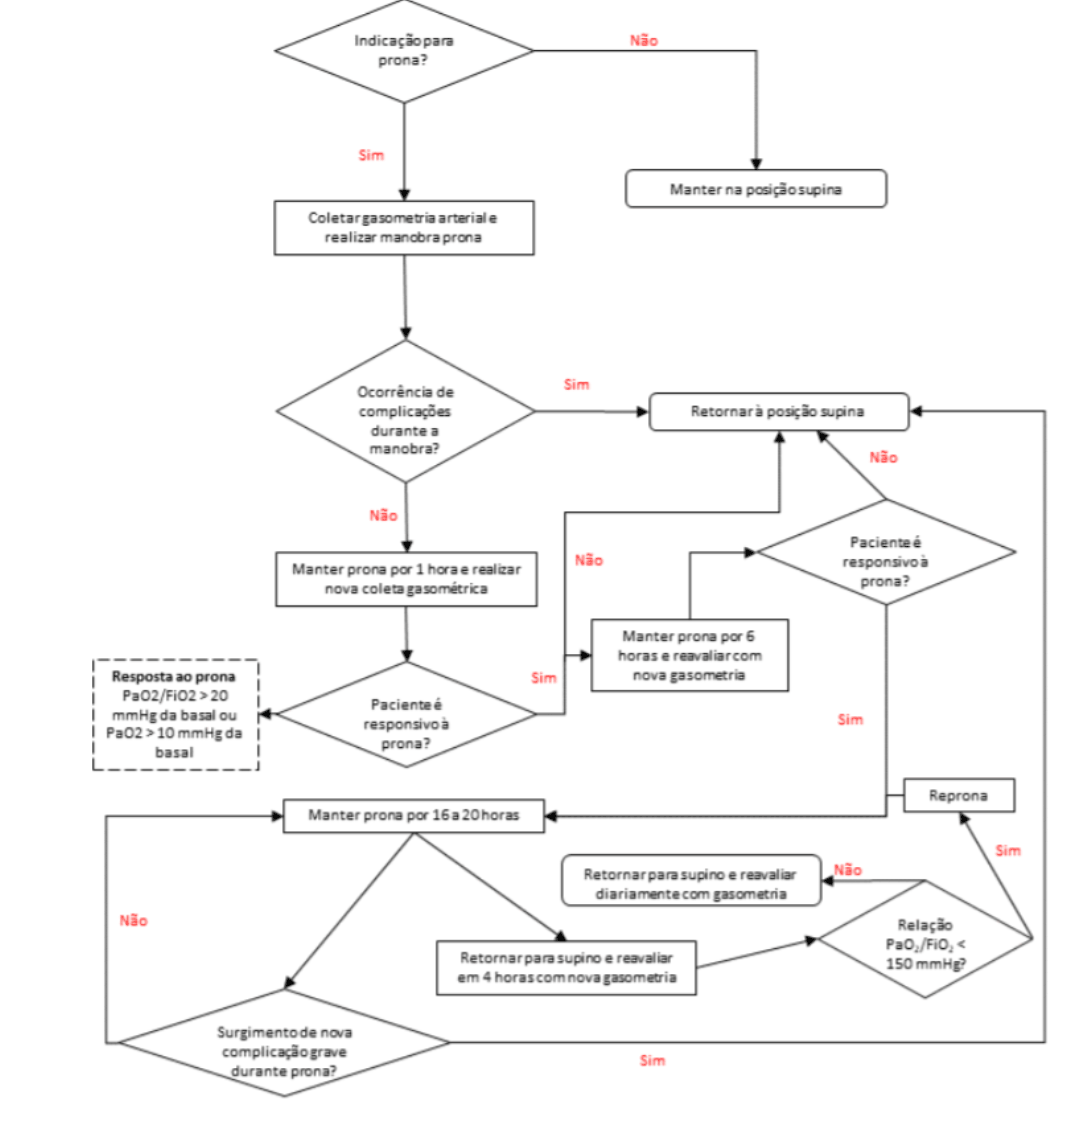 Indicação para
prona?
Não
Sim
Manter na posição supina
Coletar gasometria arterial e
realizar manobra prona
Ocorrência de
complicações
durante a
manobra?
Sim
Retornar à posição supina
Não
Não
Manter prona por 1 hora e realizar
nova coleta gasométrica
Não
Paciente é
responsivo à
prona?
Manter prona por 6
horas e reavaliar com
nova gasometria
Sim
Resposta ao prona
PaO2/FiO2 > 20
mmHg da basal ou
PaO2 > 10 mmHg da
basal
Paciente é
responsivo à
prona?
Sim
Reprona
Manter prona por 16 a 20 horas
Sim
Retornar para supino e reavaliar
diariamente com gasometria
Não
Não
Relação
PaO₂/FiO₂ <
150 mmHg?
Retornar para supino e reavaliar
em 4 horas com nova gasometria
Surgimento de nova
complicação grave
durante prona?
Sim